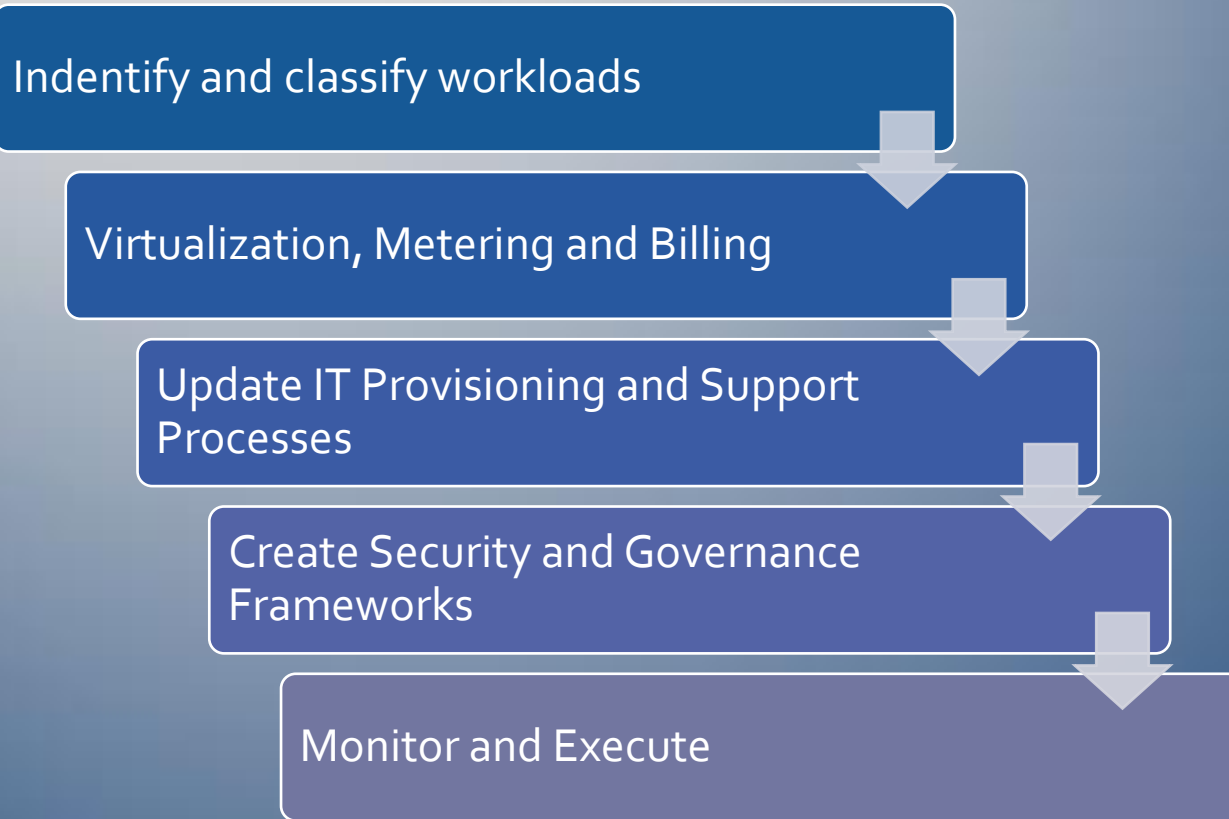 Indentify and classify workloads
Virtualization, Metering and Billing
Update IT Provisioning and Support
Processes
Create Security and Governance
Frameworks
Monitor and Execute